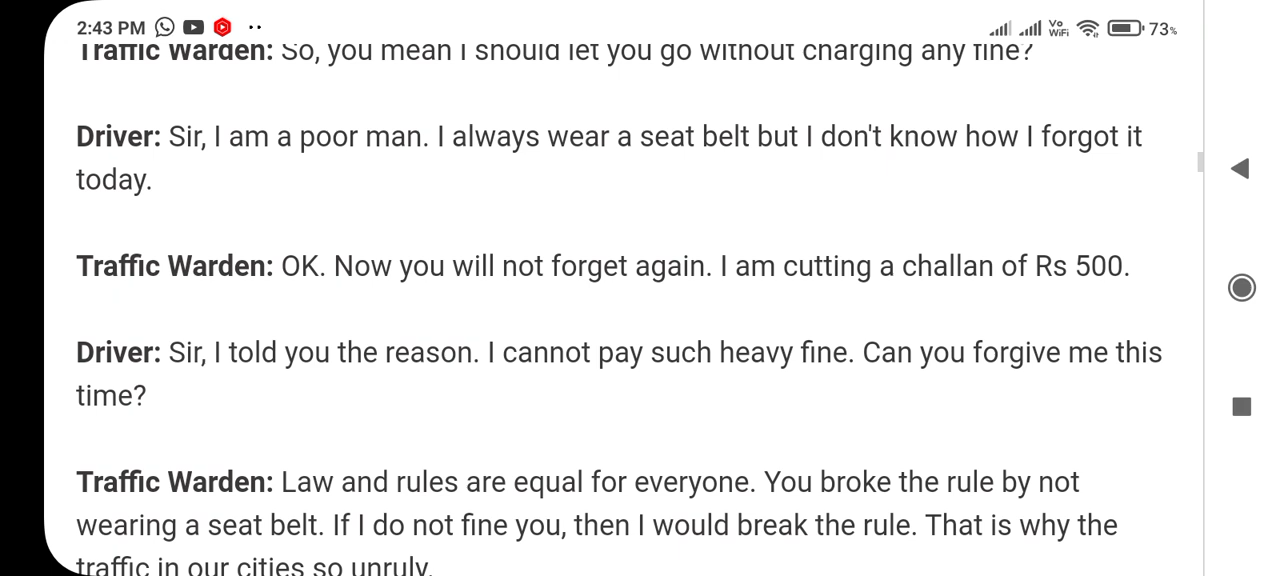 2:43 PM
Vo WiFi 73%
Traffic Warden: So, you mean I should let you go without charging any fine?
Driver: Sir, I am a poor man. I always wear a seat belt but I don't know how I forgot it
today.
Traffic Warden: OK. Now you will not forget again. I am cutting a challan of Rs 500.
Driver: Sir, I told you the reason. I cannot pay such heavy fine. Can you forgive me this
time?
Traffic Warden: Law and rules are equal for everyone. You broke the rule by not
wearing a seat belt. If I do not fine you, then I would break the rule. That is why the
traffic in our cities so unruly.